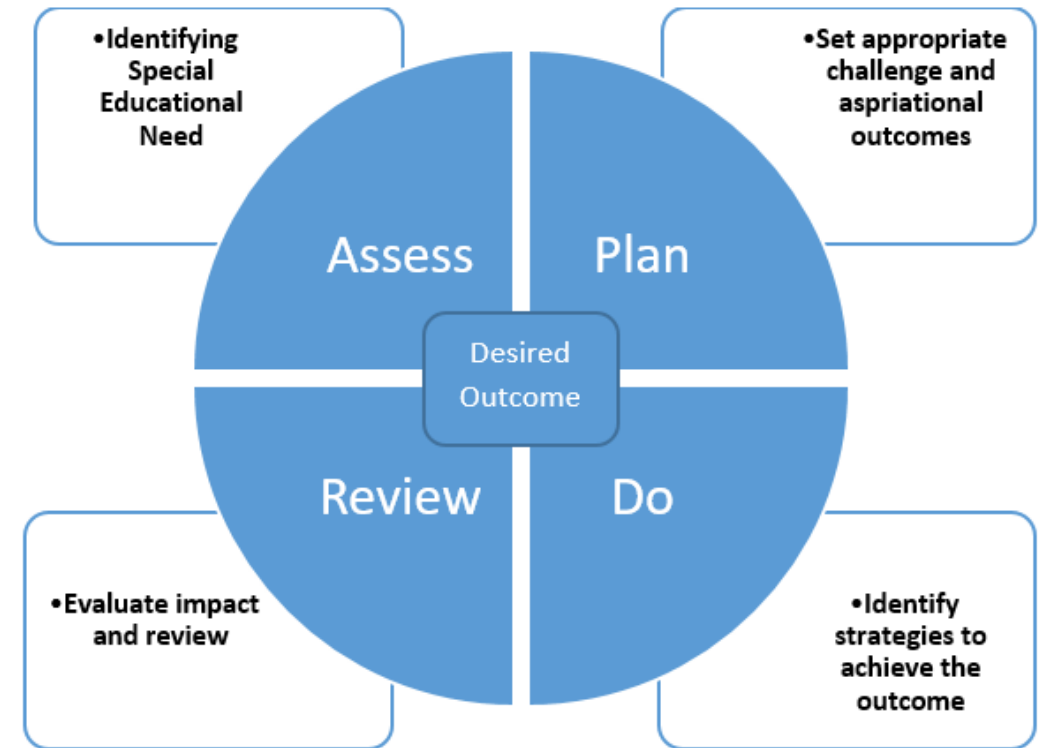 •Identifying
Special
Educational
Need
•Set appropriate
challenge and
aspriational
outcomes
Assess
Plan
Desired
Outcome
Review
Do
•Evaluate impact
and review
•Identify
strategies to
achieve the
outcome